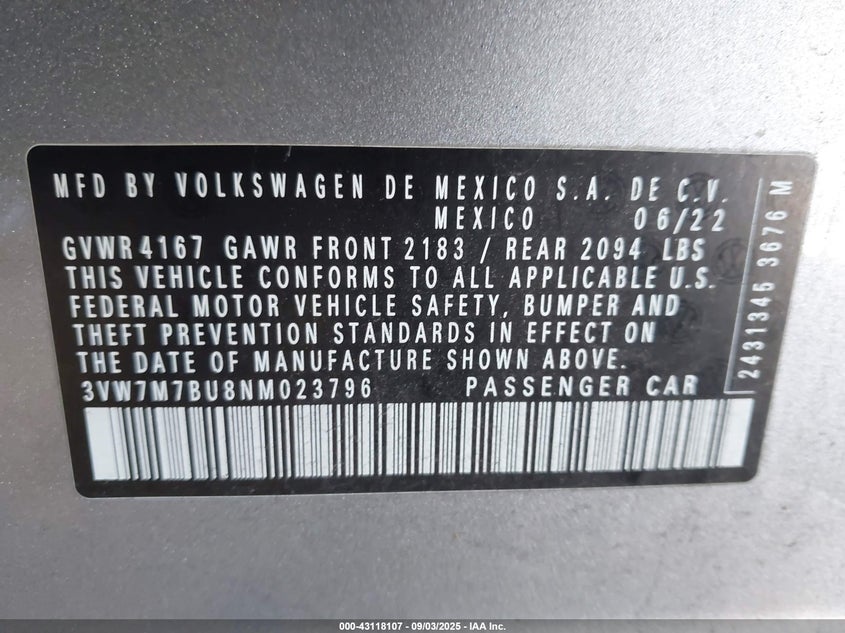 MFD BY VOLKSWAGEN DE MEXICO S.A. DE C.V.
MEXICO 06/22
GVWR 4167 GAWR FRONT 2183 / REAR 2094 LBS
THIS VEHICLE CONFORMS TO ALL APPLICABLE U.S.
FEDERAL MOTOR VEHICLE SAFETY, BUMPER AND
THEFT PREVENTION STANDARDS IN EFFECT ON
THE DATE OF MANUFACTURE SHOWN ABOVE.
3VW7M7BU8NM023796 PASSENGER CAR
2431346 3676 M
000-43118107 - 09/03/2025 - IAA Inc.